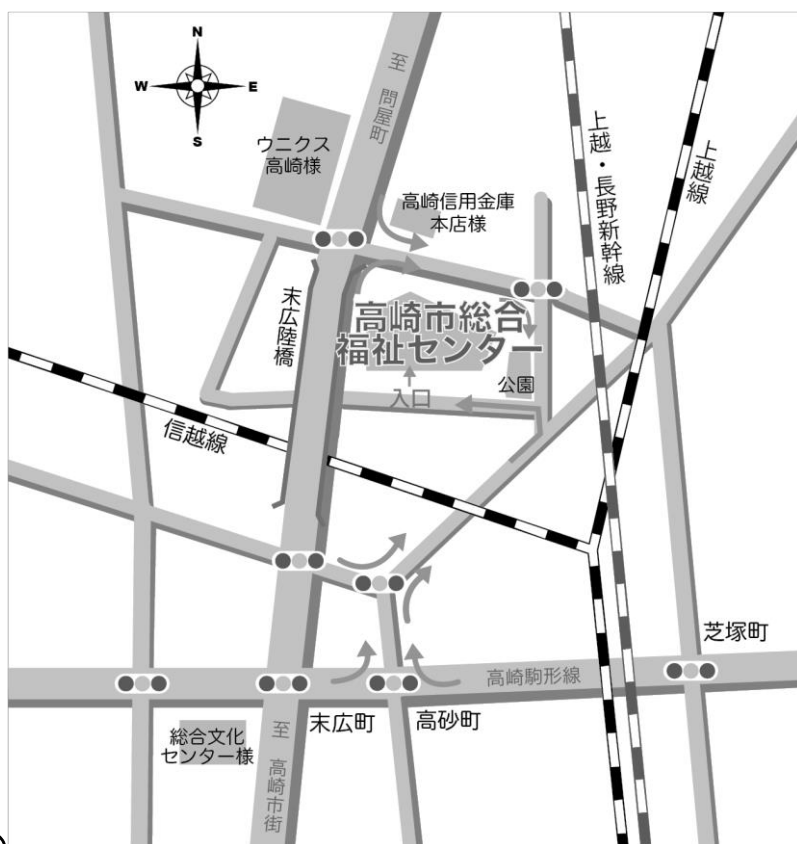 N
W
E
S
至 問屋町
ウニクス
高崎様
高崎信用金庫
本店様
上越・長野新幹線
上越線
末広陸橋
高崎市総合
福祉センター
公園
入口
信越線
芝塚町
高崎駒形線
末広町
高砂町
総合文化
センター様
至 高崎市街